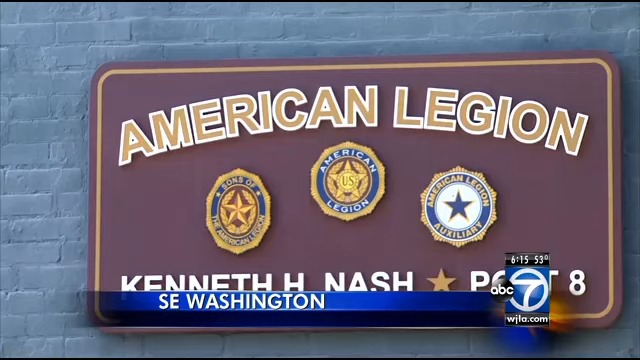 AMERICAN LEGION
SONS OF
THE AMERICAN LEGION
AMERICAN
US
LEGION
AMERICAN LEGION
AUXILIARY
KENNETH H. NASH ★ POST 8
6:15 53°
abc 7
SE WASHINGTON
wjla.com